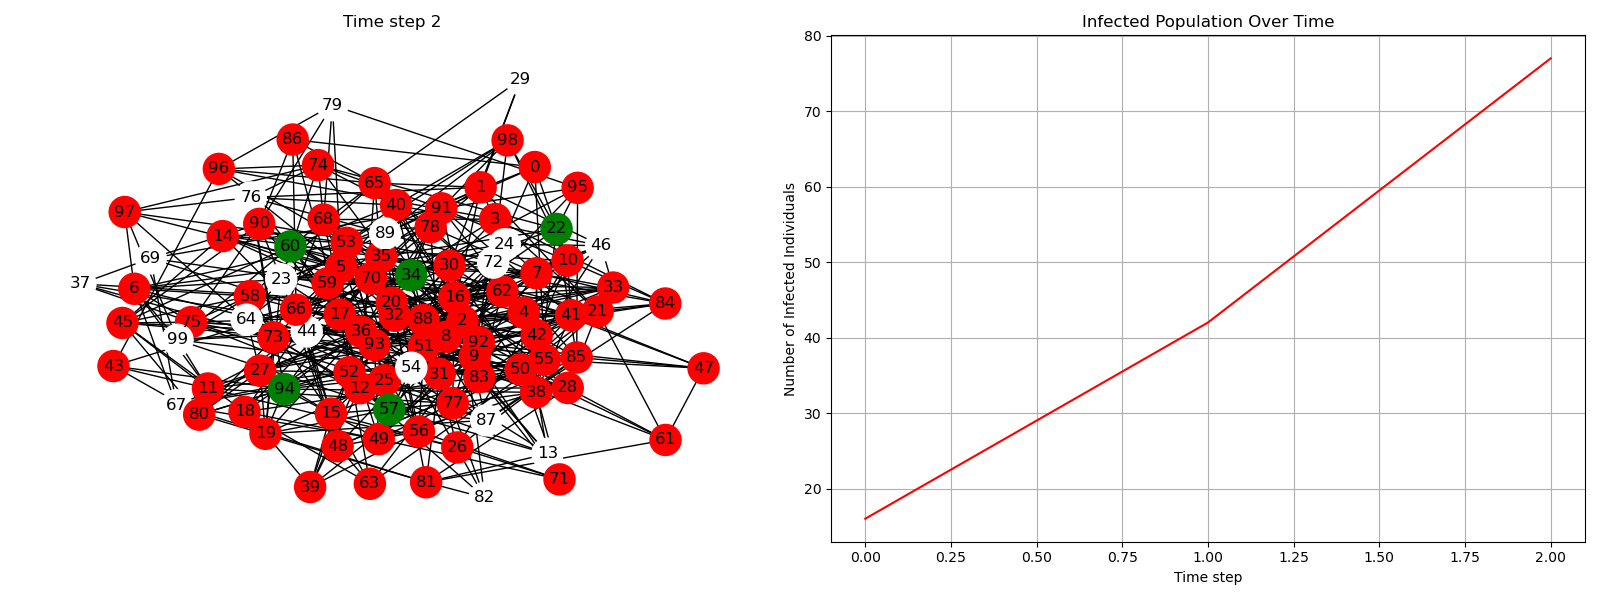 Time step 2
29
79
86 98
74 0
96 65 1 95
76 40 91
97 90 68 3
14 60 53 89 78 24 22 46
69 35 72 10
37 6 23 5 70 34 30 7 33
58 59 20 16 62 84
45 75 64 66 17 32 88 2 4 41 21
99 73 44 36 93 51 8 92 42
43 27 52 54 9 50 55 85 47
11 94 12 25 31 83 38 28
67 80 18 15 57 77 87
19 48 49 56 26 13 61
39 63 81 82 71
Infected Population Over Time
Number of Infected Individuals
80
70
60
50
40
30
20
0.00 0.25 0.50 0.75 1.00 1.25 1.50 1.75 2.00
Time step